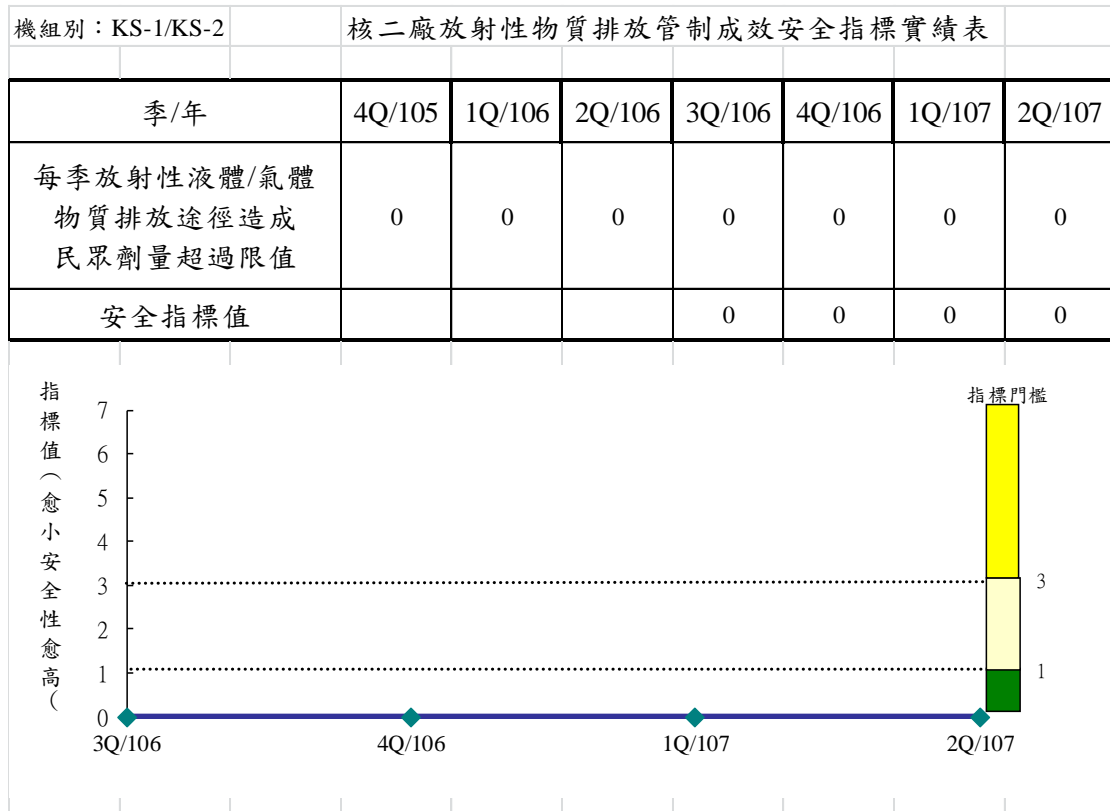 機組別：KS-1/KS-2 核二廠放射性物質排放管制成效安全指標實績表
季/年 4Q/105 1Q/106 2Q/106 3Q/106 4Q/106 1Q/107 2Q/107
每季放射性液體/氣體
物質排放途徑造成
民眾劑量超過限值
0 0 0 0 0 0 0
安全指標值 0 0 0 0
指標值（愈小安全性愈高（
指標門檻
7
6
5
4
3
2
1
0
3
1
3Q/106 4Q/106 1Q/107 2Q/107